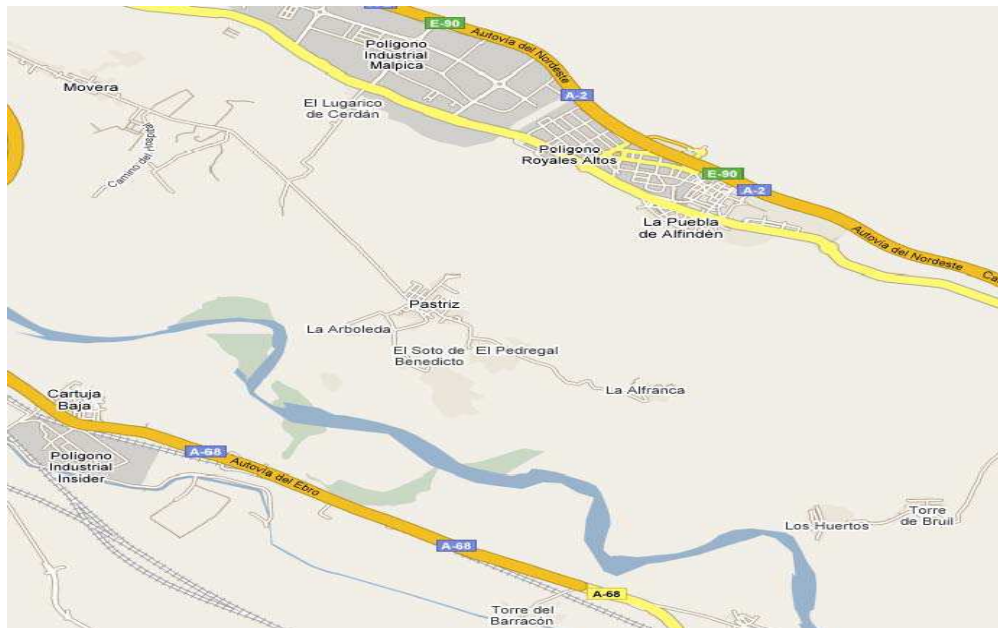 E-90
Autovía del Nordeste
Polígono
Industrial
Malpica
Movera
A-2
El Lugarico
de Cerdán
Polígono
Royales Altos
E-90
Camino del Hospital
A-2
La Puebla
de Alfindén
Autovía del Nordeste
Pastriz
La Arboleda
El Soto de
Benedicto
El Pedregal
La Alfranca
Cartuja
Baja
A-68
Polígono
Industrial
Insider
Autovía del Ebro
Torre
de Bruil
Los Huertos
A-68
A-68
Torre del
Barracón